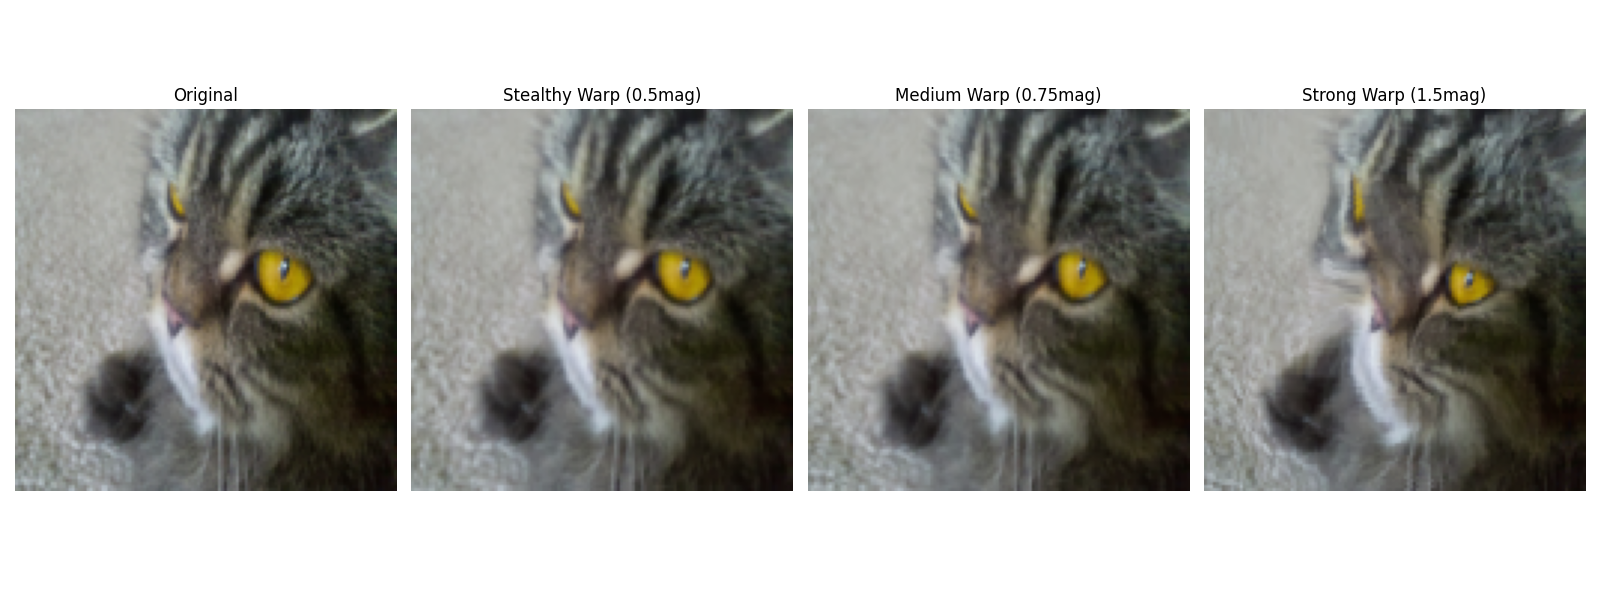 Original
Stealthy Warp (0.5mag)
Medium Warp (0.75mag)
Strong Warp (1.5mag)